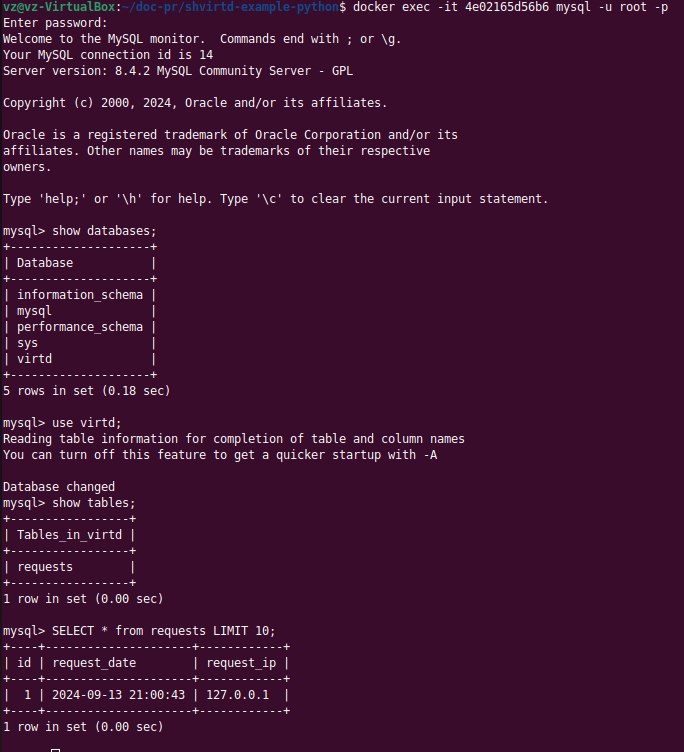 vz@vz-VirtualBox:~/doc-pr/shvirtd-example-python$ docker exec -it 4e02165d56b6 mysql -u root -p
Enter password:
Welcome to the MySQL monitor.  Commands end with ; or \g.
Your MySQL connection id is 14
Server version: 8.4.2 MySQL Community Server - GPL

Copyright (c) 2000, 2024, Oracle and/or its affiliates.

Oracle is a registered trademark of Oracle Corporation and/or its
affiliates. Other names may be trademarks of their respective
owners.

Type 'help;' or '\h' for help. Type '\c' to clear the current input statement.

mysql> show databases;
+--------------------+
| Database           |
+--------------------+
| information_schema |
| mysql              |
| performance_schema |
| sys                |
| virtd              |
+--------------------+
5 rows in set (0.18 sec)

mysql> use virtd;
Reading table information for completion of table and column names
You can turn off this feature to get a quicker startup with -A

Database changed
mysql> show tables;
+-----------------+
| Tables_in_virtd |
+-----------------+
| requests        |
+-----------------+
1 row in set (0.00 sec)

mysql> SELECT * from requests LIMIT 10;
+----+---------------------+------------+
| id | request_date        | request_ip |
+----+---------------------+------------+
|  1 | 2024-09-13 21:00:43 | 127.0.0.1  |
+----+---------------------+------------+
1 row in set (0.00 sec)